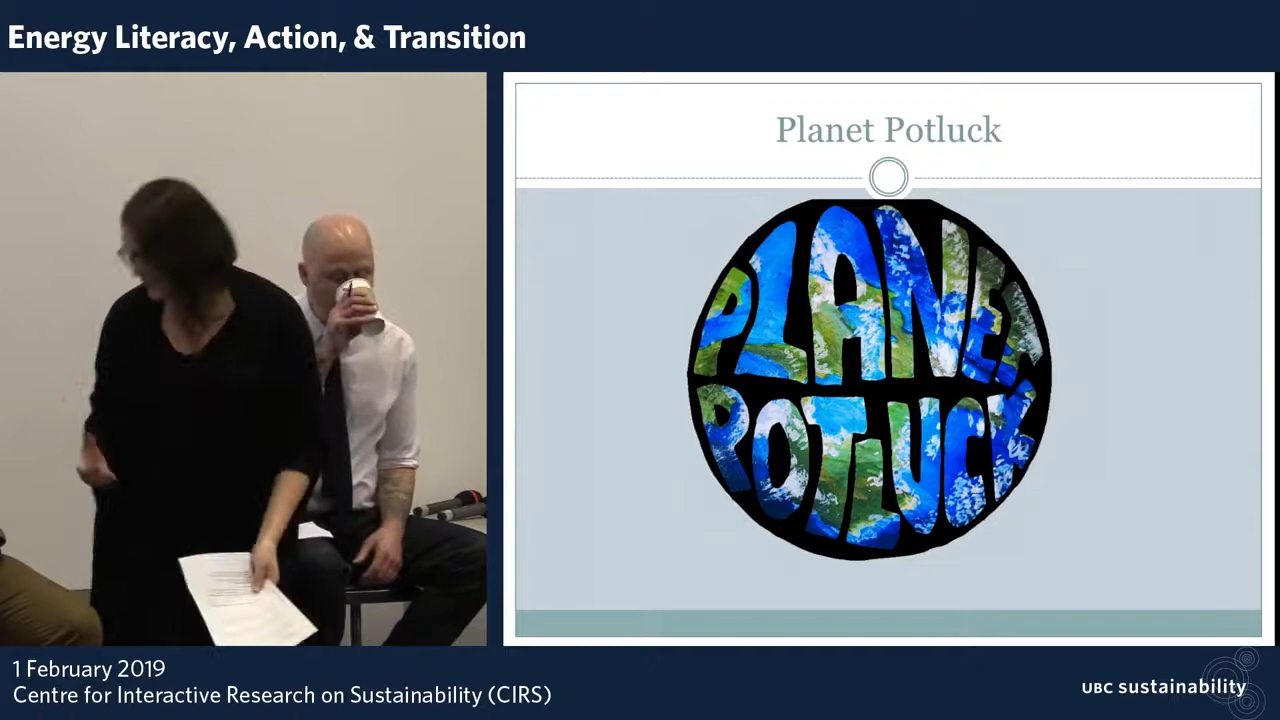 Energy Literacy, Action, & Transition
Planet Potluck
PLANET
POTLUCK
1 February 2019
Centre for Interactive Research on Sustainability (CIRS)
UBC sustainability